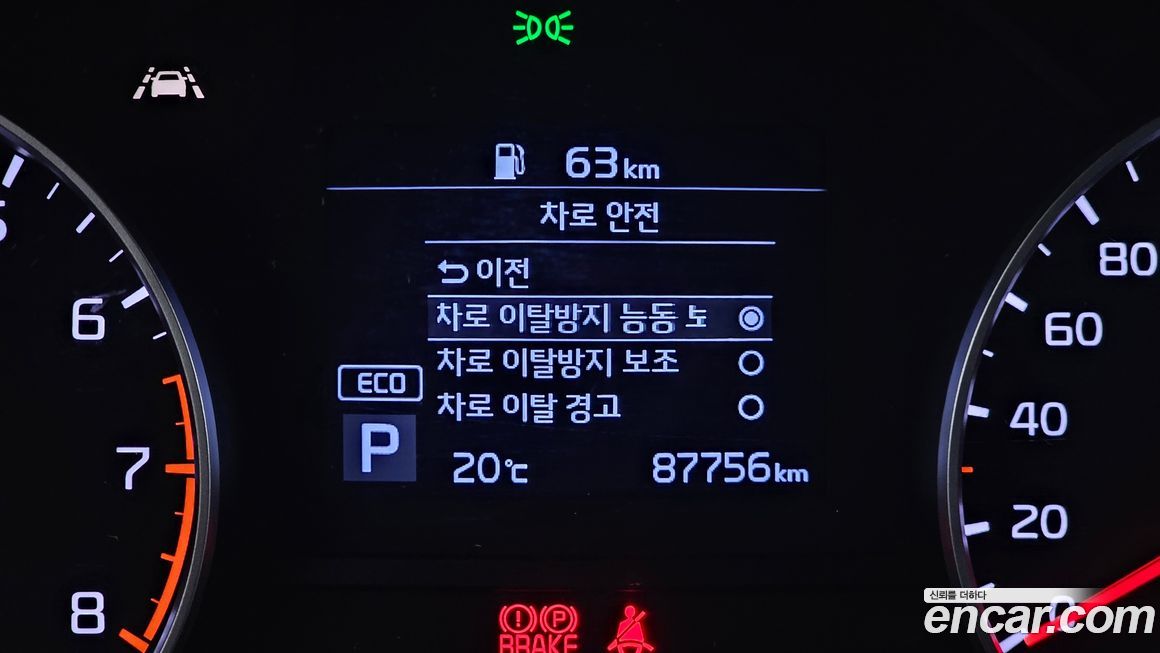 63km
차로 안전
이전
차로 이탈방지 능동
차로 이탈방지 보조
차로 이탈 경고
ECO
P
20℃
87756km
6
7
8
80
60
40
20
0
BRAKE
신뢰를 더하다
encar.com